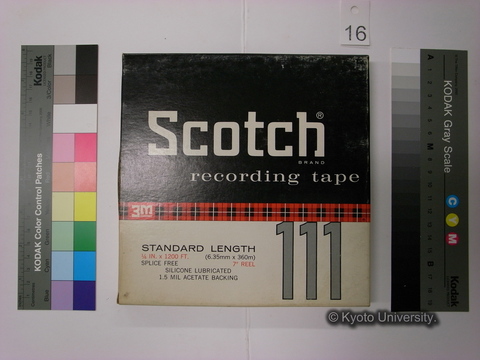 16
Scotch®
BRAND
recording tape
3M
STANDARD LENGTH
¼ IN. x 1200 FT. (6.35mm x 360m)
SPLICE FREE 7" REEL
SILICONE LUBRICATED
1.5 MIL ACETATE BACKING
111
KODAK Color Control Patches
Kodak
KODAK Gray Scale
C Y M
Kodak
© Kyoto University.